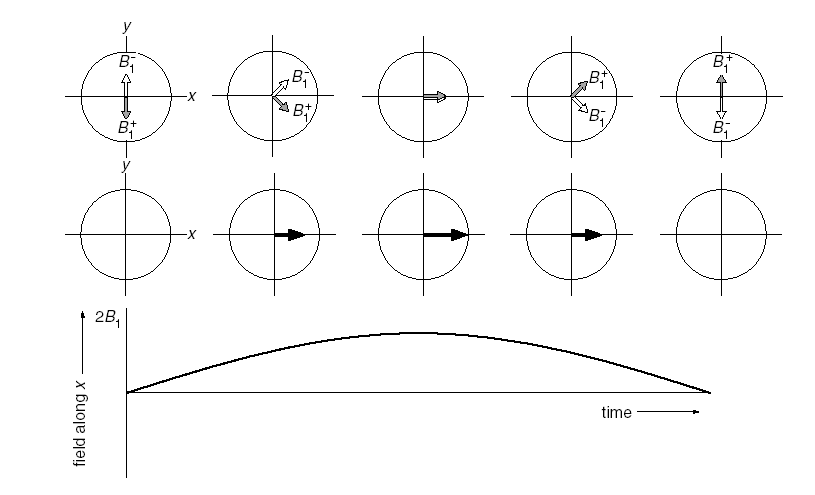 y
B₁⁻
B₁⁺
x
B₁⁻
B₁⁺
B₁⁺
B₁⁻
B₁⁺
B₁⁻
y
x
x
2B₁
field along x
time